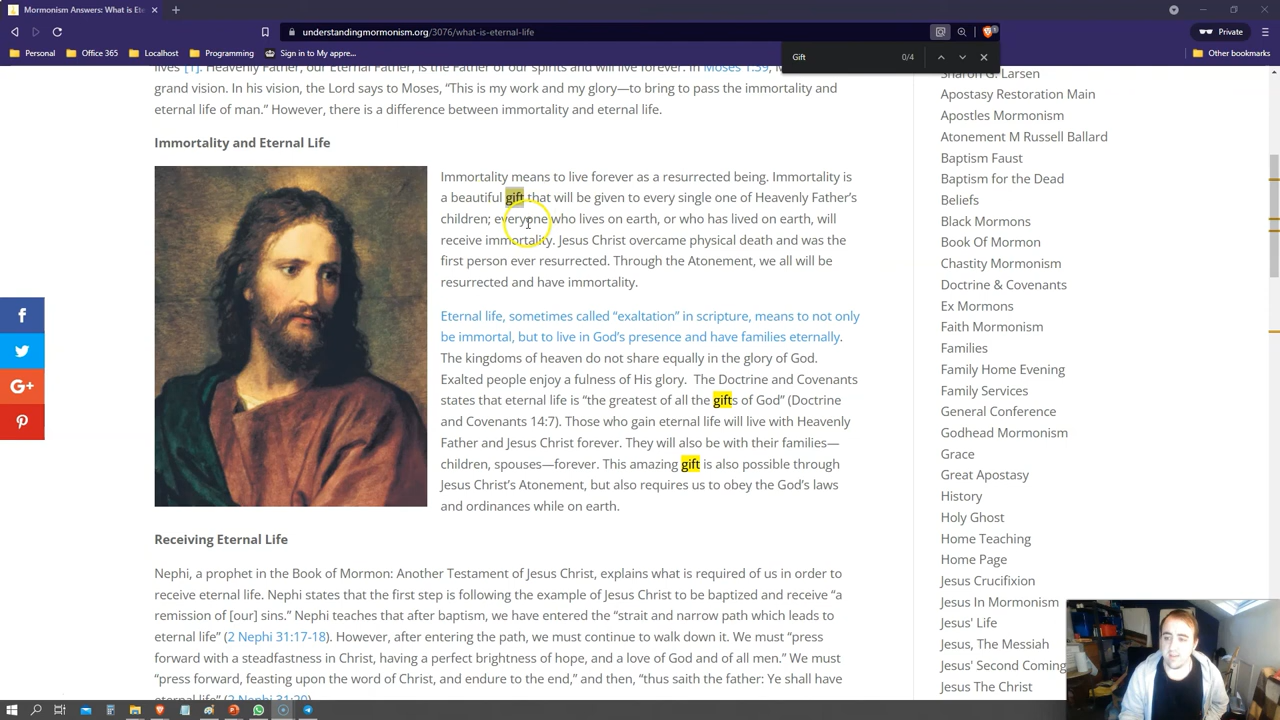 Mormonism Answers: What is Ete
understandingmormonism.org/3076/what-is-eternal-life
Private
Personal
Office 365
Localhost
Programming
Sign in to My appre...
Other bookmarks
Gift
0/4
lives [1]. Heavenly Father, our Eternal Father, is the Father of our spirits and will live forever. In Moses 1:39,
grand vision. In his vision, the Lord says to Moses, “This is my work and my glory—to bring to pass the immortality and
eternal life of man.” However, there is a difference between immortality and eternal life.
Immortality and Eternal Life
Immortality means to live forever as a resurrected being. Immortality is
a beautiful gift that will be given to every single one of Heavenly Father’s
children; everyone who lives on earth, or who has lived on earth, will
receive immortality. Jesus Christ overcame physical death and was the
first person ever resurrected. Through the Atonement, we all will be
resurrected and have immortality.
Eternal life, sometimes called “exaltation” in scripture, means to not only
be immortal, but to live in God’s presence and have families eternally.
The kingdoms of heaven do not share equally in the glory of God.
Exalted people enjoy a fulness of His glory.  The Doctrine and Covenants
states that eternal life is “the greatest of all the gifts of God” (Doctrine
and Covenants 14:7). Those who gain eternal life will live with Heavenly
Father and Jesus Christ forever. They will also be with their families—
children, spouses—forever. This amazing gift is also possible through
Jesus Christ’s Atonement, but also requires us to obey the God’s laws
and ordinances while on earth.
Receiving Eternal Life
Nephi, a prophet in the Book of Mormon: Another Testament of Jesus Christ, explains what is required of us in order to
receive eternal life. Nephi states that the first step is following the example of Jesus Christ to be baptized and receive “a
remission of [our] sins.” Nephi teaches that after baptism, we have entered the “strait and narrow path which leads to
eternal life” (2 Nephi 31:17-18). However, after entering the path, we must continue to walk down it. We must “press
forward with a steadfastness in Christ, having a perfect brightness of hope, and a love of God and of all men.” We must
“press forward, feasting upon the word of Christ, and endure to the end,” and then, “thus saith the father: Ye shall have
eternal life” (2 Nephi 31:20)
Sharon G. Larsen
Apostasy Restoration Main
Apostles Mormonism
Atonement M Russell Ballard
Baptism Faust
Baptism for the Dead
Beliefs
Black Mormons
Book Of Mormon
Chastity Mormonism
Doctrine & Covenants
Ex Mormons
Faith Mormonism
Families
Family Home Evening
Family Services
General Conference
Godhead Mormonism
Grace
Great Apostasy
History
Holy Ghost
Home Teaching
Home Page
Jesus Crucifixion
Jesus In Mormonism
Jesus' Life
Jesus, The Messiah
Jesus' Second Coming
Jesus The Christ